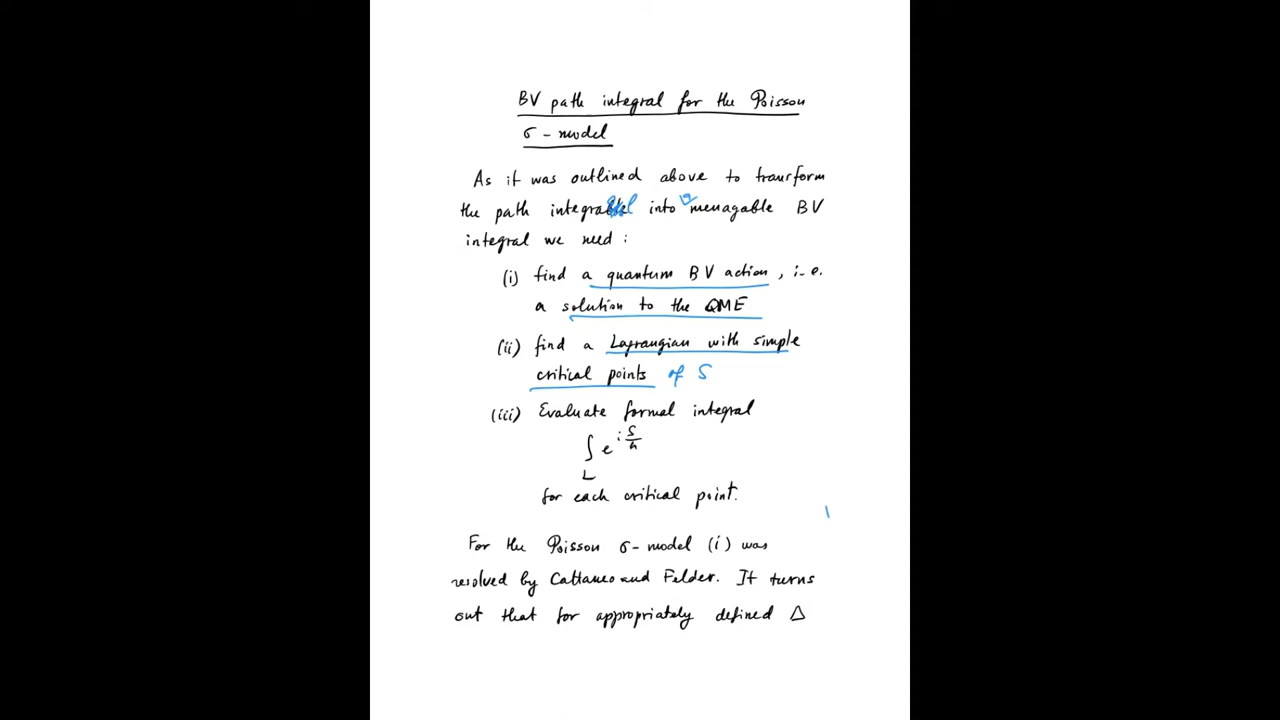 BV path integral for the Poisson
σ-model
As it was outlined above to transform
the path integral into a menagable BV
integral we need :
(i) find a quantum BV action, i.e.
a solution to the QME
(ii) find a Lagrangian with simple
critical points of S
(iii) Evaluate formal integral
∫_L e^{i S/h}
for each critical point.
For the Poisson σ-model (i) was
resolved by Cattaneo and Felder. It turns
out that for appropriately defined Δ